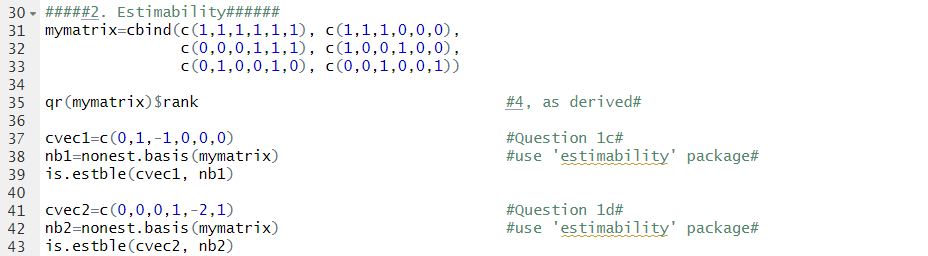 30 #####2. Estimability######
31 mymatrix=cbind(c(1,1,1,1,1,1), c(1,1,1,0,0,0),
32 c(0,0,0,1,1,1), c(1,0,0,1,0,0),
33 c(0,1,0,0,1,0), c(0,0,1,0,0,1))
34
35 qr(mymatrix)$rank #4, as derived#
36
37 cvec1=c(0,1,-1,0,0,0) #Question 1c#
38 nb1=nonest.basis(mymatrix) #use 'estimability' package#
39 is.estble(cvec1, nb1)
40
41 cvec2=c(0,0,0,1,-2,1) #Question 1d#
42 nb2=nonest.basis(mymatrix) #use 'estimability' package#
43 is.estble(cvec2, nb2)